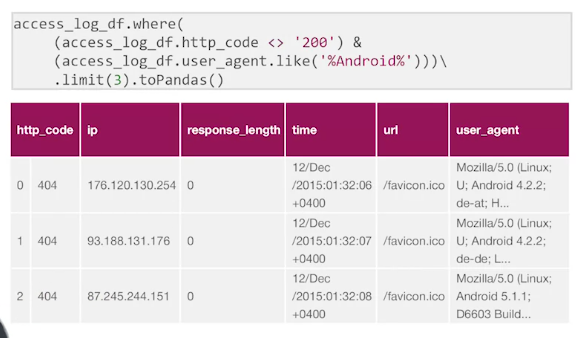 access_log_df.where(
(access_log_df.http_code <> '200') &
(access_log_df.user_agent.like('%Android%')))\
.limit(3).toPandas()
http_code ip response_length time url user_agent
0 404 176.120.130.254 0 12/Dec/2015:01:32:06 +0400 /favicon.ico Mozilla/5.0 (Linux; U; Android 4.2.2; de-at; H...
1 404 93.188.131.176 0 12/Dec/2015:01:32:07 +0400 /favicon.ico Mozilla/5.0 (Linux; U; Android 4.2.2; de-de; L...
2 404 87.245.244.151 0 12/Dec/2015:01:32:08 +0400 /favicon.ico Mozilla/5.0 (Linux; Android 5.1.1; D6603 Build...